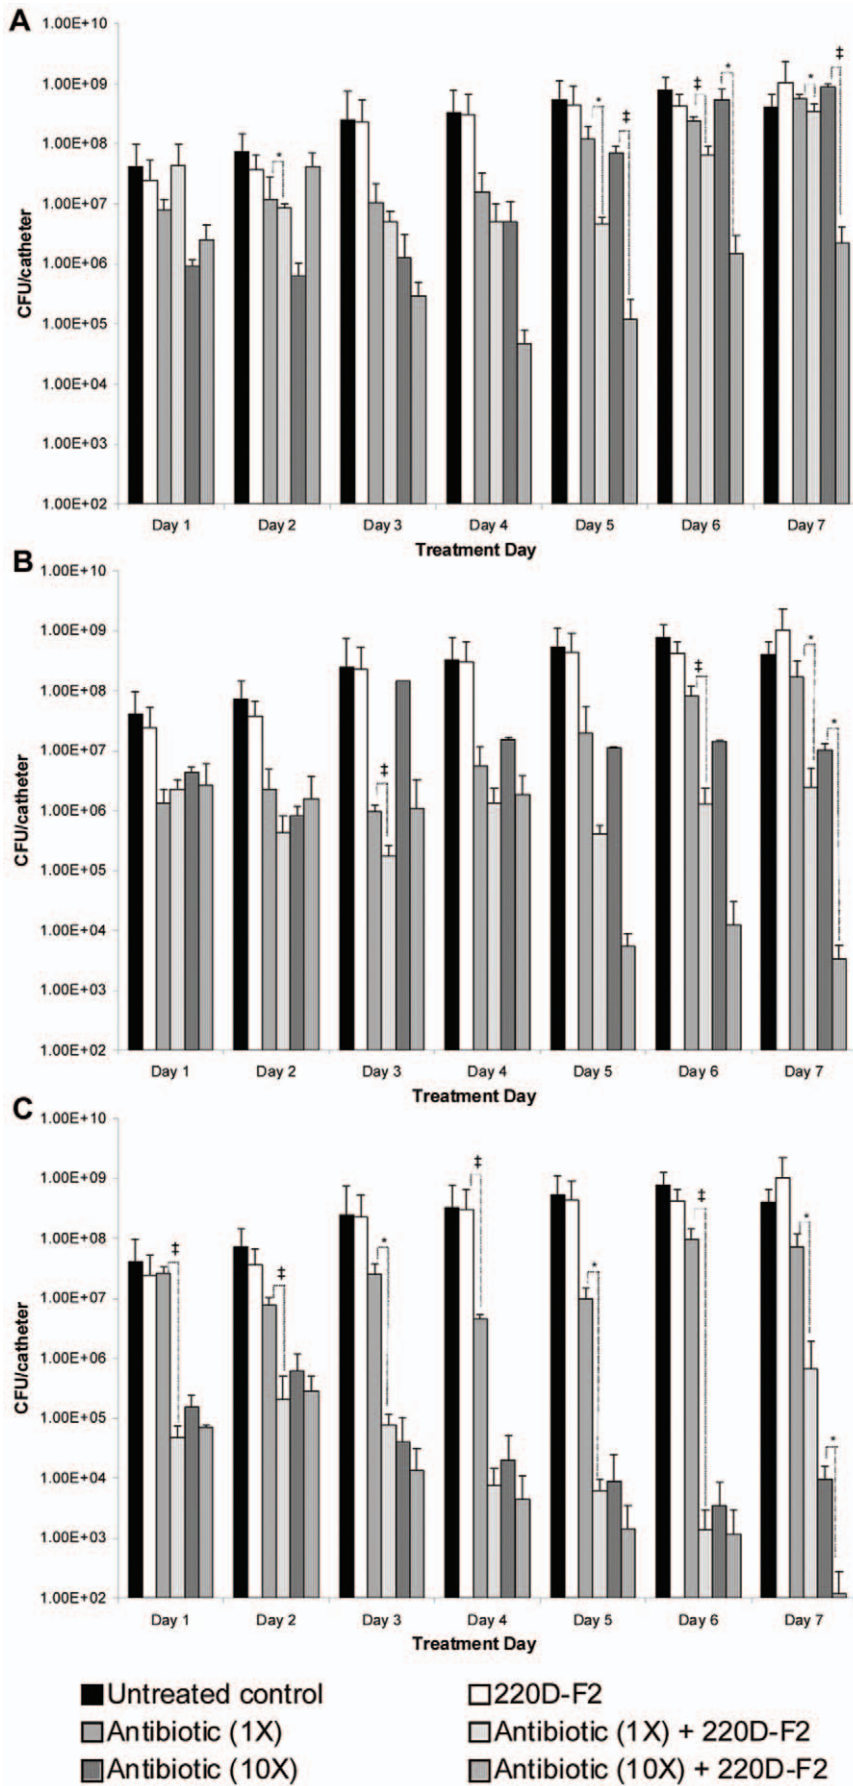 A
1.00E+10
1.00E+09
‡
*
‡
*
*
‡
1.00E+08
*
1.00E+07
1.00E+06
1.00E+05
1.00E+04
1.00E+03
1.00E+02
CFU/catheter
Day 1 Day 2 Day 3 Day 4 Day 5 Day 6 Day 7
Treatment Day
B
1.00E+10
1.00E+09
*
‡
1.00E+08
*
‡
1.00E+07
1.00E+06
1.00E+05
1.00E+04
1.00E+03
1.00E+02
CFU/catheter
Day 1 Day 2 Day 3 Day 4 Day 5 Day 6 Day 7
Treatment Day
C
1.00E+10
‡
1.00E+09
‡
*
‡
*
1.00E+08
‡
*
1.00E+07
1.00E+06
1.00E+05
*
1.00E+04
1.00E+03
1.00E+02
CFU/catheter
Day 1 Day 2 Day 3 Day 4 Day 5 Day 6 Day 7
Treatment Day
Untreated control 220D-F2
Antibiotic (1X) Antibiotic (1X) + 220D-F2
Antibiotic (10X) Antibiotic (10X) + 220D-F2